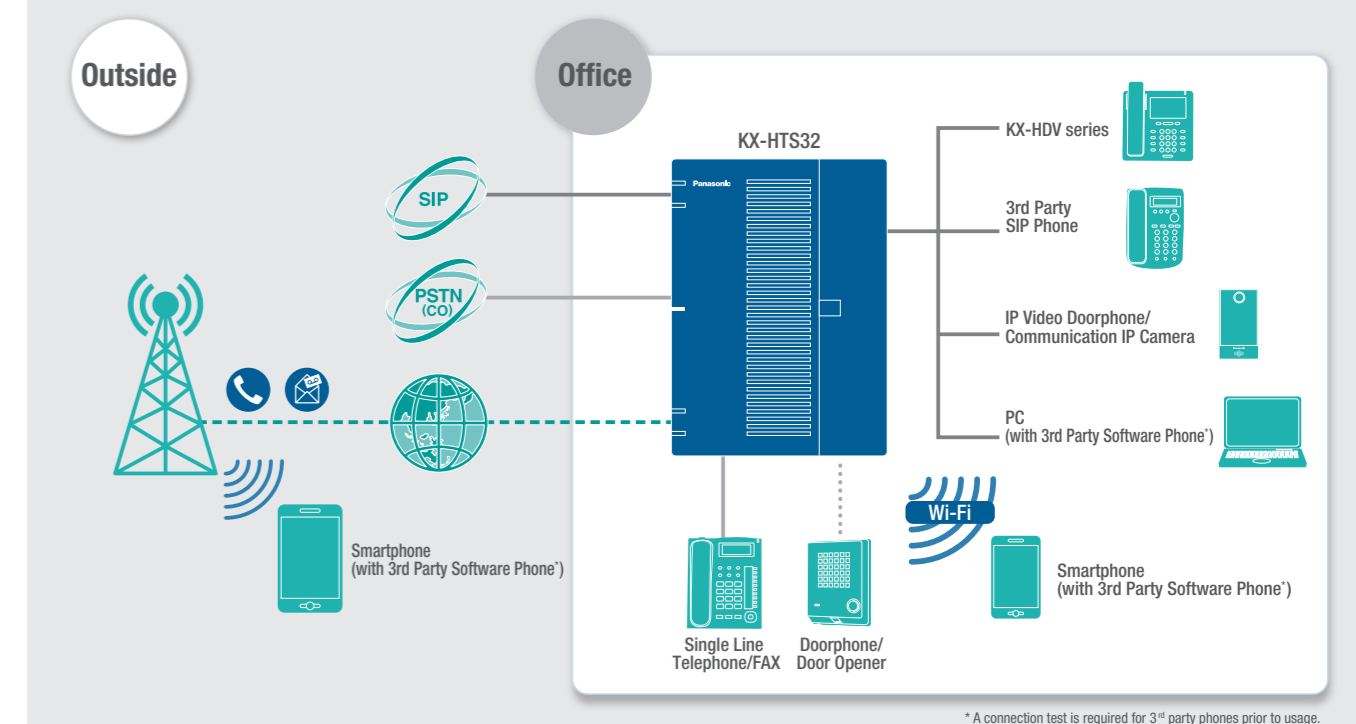 Outside
Office
KX-HTS32
Panasonic
SIP
PSTN
(CO)
KX-HDV series
3rd Party
SIP Phone
IP Video Doorphone/
Communication IP Camera
PC
(with 3rd Party Software Phone*)
Wi-Fi
Smartphone
(with 3rd Party Software Phone*)
Smartphone
(with 3rd Party Software Phone*)
Single Line
Telephone/FAX
Doorphone/
Door Opener
* A connection test is required for 3rd party phones prior to usage.